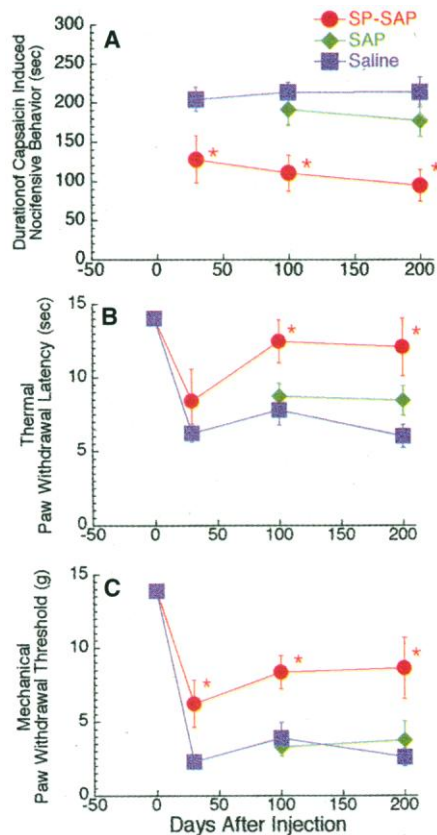 SP-SAP
SAP
Saline
A
Durationof Capsaicin Induced
Nocifensive Behavior (sec)
300
250
200
150
100
50
0
-50 0 50 100 150 200
*
*
*
B
Thermal
Paw Withdrawal Latency (sec)
15
10
5
0
-50 0 50 100 150 200
*
*
C
Mechanical
Paw Withdrawal Threshold (g)
15
10
5
0
-50 0 50 100 150 200
*
*
*
Days After Injection